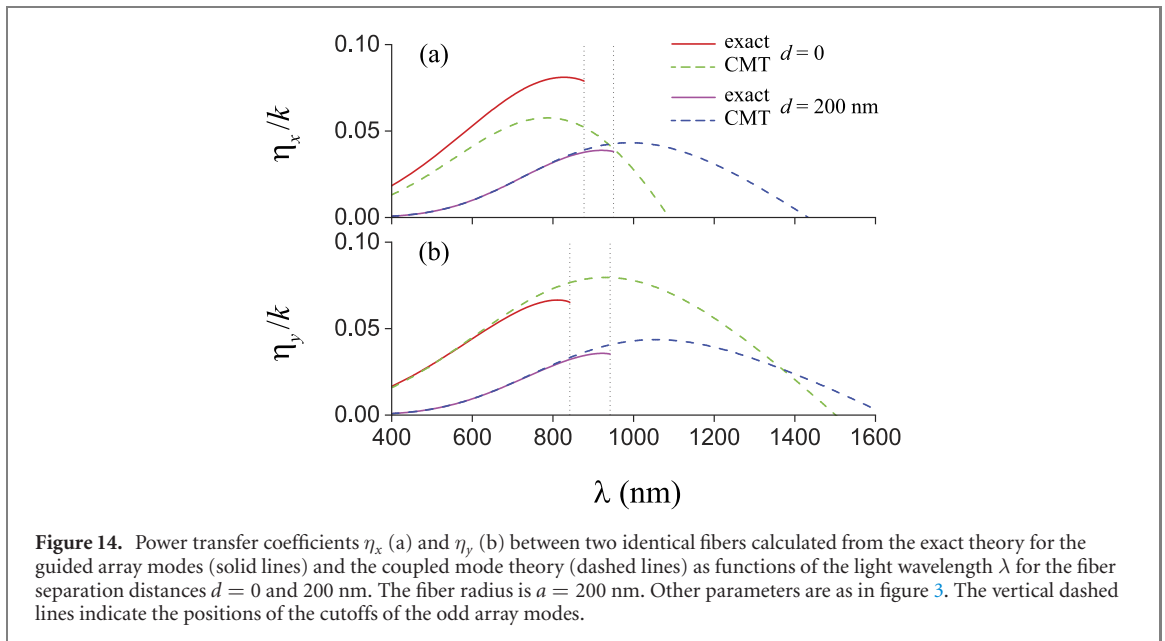 0.10
(a)
exact
CMT
d = 0
exact
CMT
d = 200 nm
0.05
ηx/k
0.00
0.10
(b)
0.05
ηy/k
0.00
400 600 800 1000 1200 1400 1600
λ (nm)
Figure 14. Power transfer coefficients ηx (a) and ηy (b) between two identical fibers calculated from the exact theory for the
guided array modes (solid lines) and the coupled mode theory (dashed lines) as functions of the light wavelength λ for the fiber
separation distances d = 0 and 200 nm. The fiber radius is a = 200 nm. Other parameters are as in figure 3. The vertical dashed
lines indicate the positions of the cutoffs of the odd array modes.